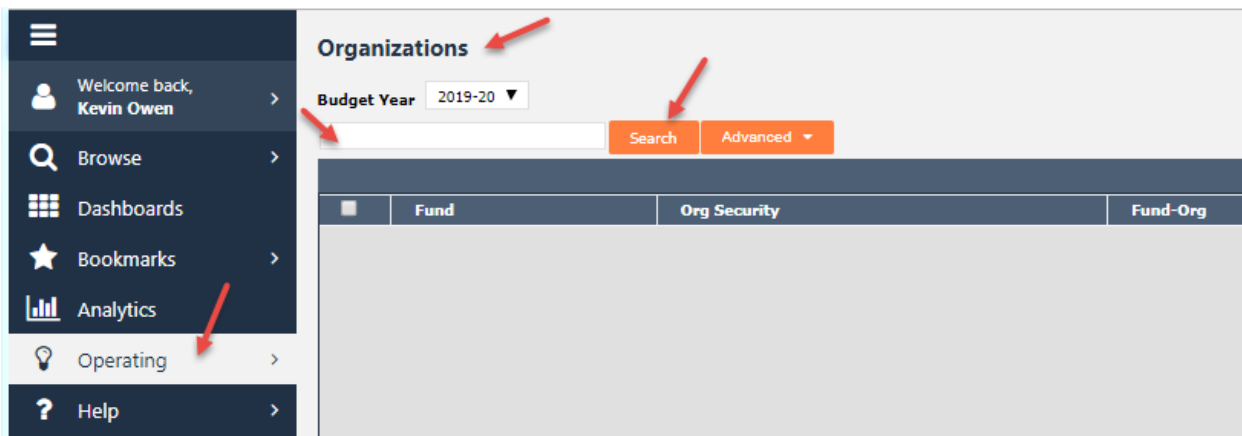 Welcome back,
Kevin Owen
Browse
Dashboards
Bookmarks
Analytics
Operating
? Help
Organizations
Budget Year 2019-20
Search Advanced
Fund Org Security Fund-Org